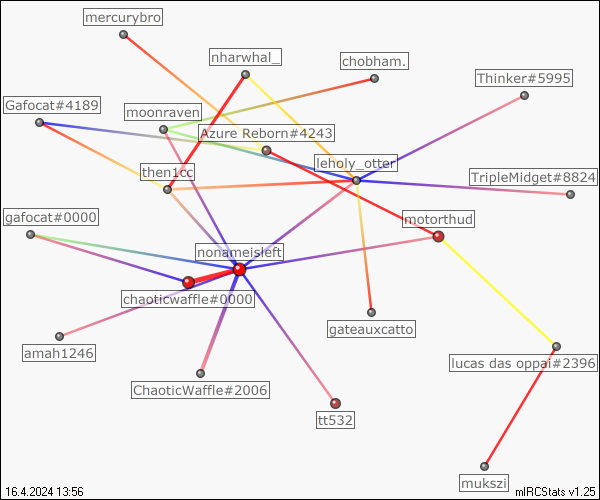 mercurybro
nharwhal_
chobham.
Thinker#5995
Gafocat#4189
moonraven
Azure Reborn#4243
leholy_otter
then1cc
TripleMidget#8824
gafocat#0000
motorthud
nonameisleft
chaoticwaffle#0000
gateauxcatto
amah1246
lucas das oppai#2396
ChaoticWaffle#2006
tt532
mukszi
16.4.2024 13:56
mIRCStats v1.25